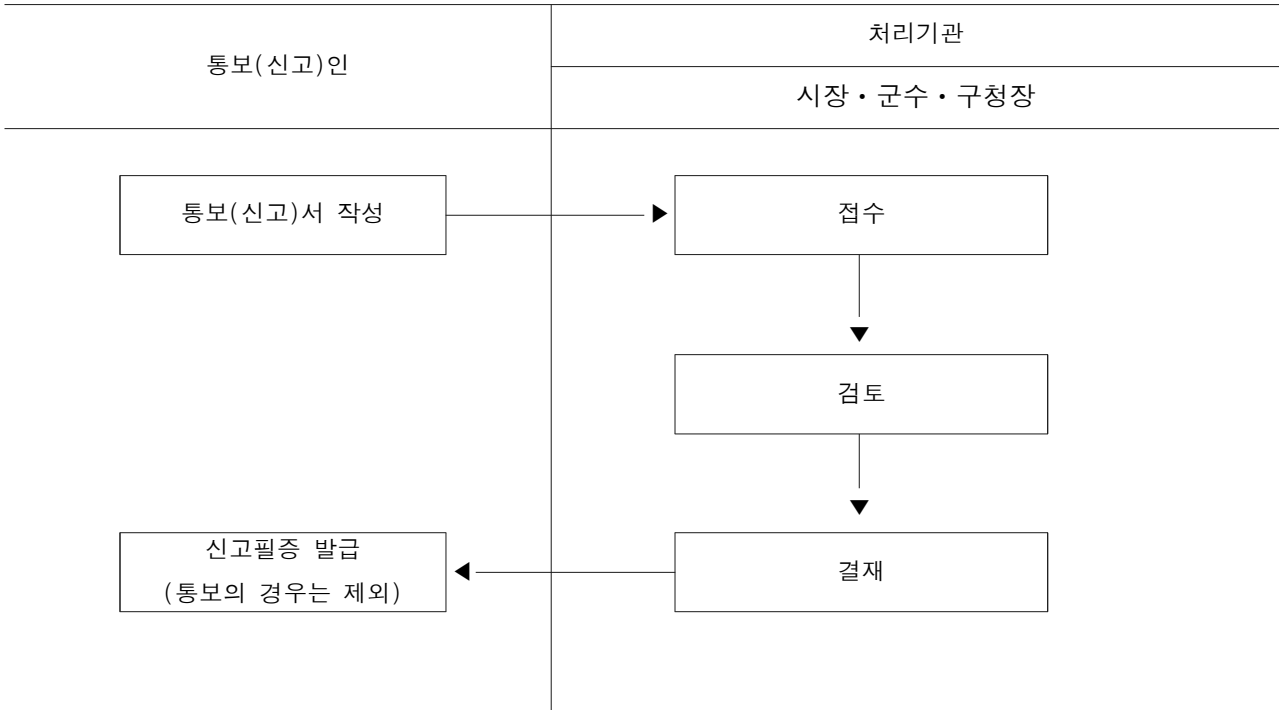 통보(신고)인
처리기관
시장・군수・구청장
통보(신고)서 작성
접수
검토
신고필증 발급
(통보의 경우는 제외)
결재